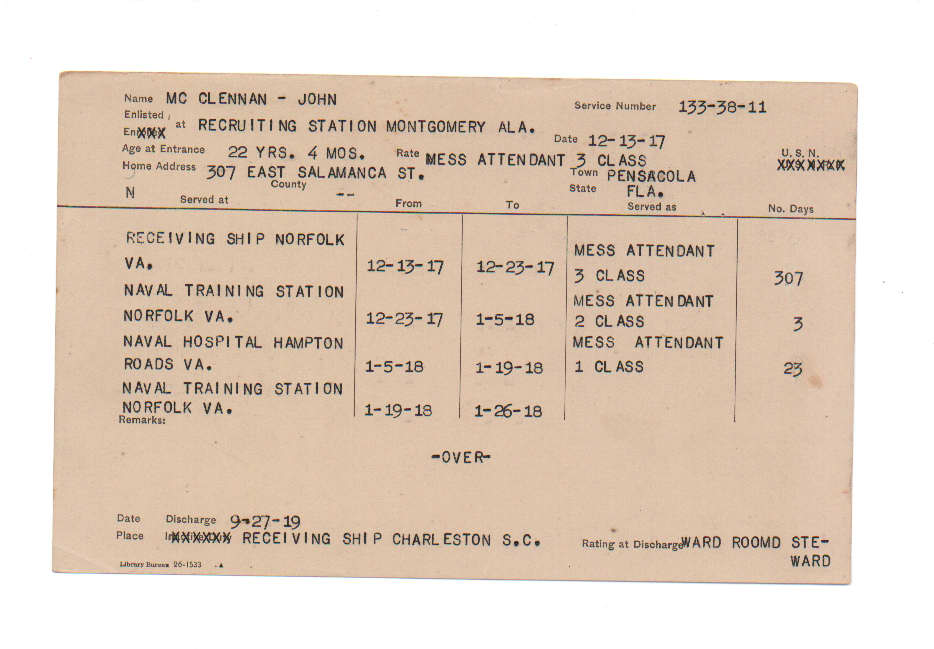 Name MC CLENNAN - JOHN Service Number 133-38-11
Enlisted
at RECRUITING STATION MONTGOMERY ALA. Date 12-13-17
Age at Entrance 22 YRS. 4 MOS. Rate MESS ATTENDANT 3 CLASS U. S. N.
Home Address 307 EAST SALAMANCA ST. Town PENSACOLA
N County -- State FLA.
Served at From To Served as No. Days
RECEIVING SHIP NORFOLK MESS ATTENDANT
VA. 12-13-17 12-23-17 3 CLASS 307
NAVAL TRAINING STATION MESS ATTENDANT
NORFOLK VA. 12-23-17 1-5-18 2 CLASS 3
NAVAL HOSPITAL HAMPTON MESS ATTENDANT
ROADS VA. 1-5-18 1-19-18 1 CLASS 23
NAVAL TRAINING STATION
NORFOLK VA. 1-19-18 1-26-18
Remarks:
-OVER-
Date Discharge 9-27-19
Place RECEIVING SHIP CHARLESTON S.C. Rating at Discharge WARD ROOMD STE-
WARD
Library Bureau 26-1533